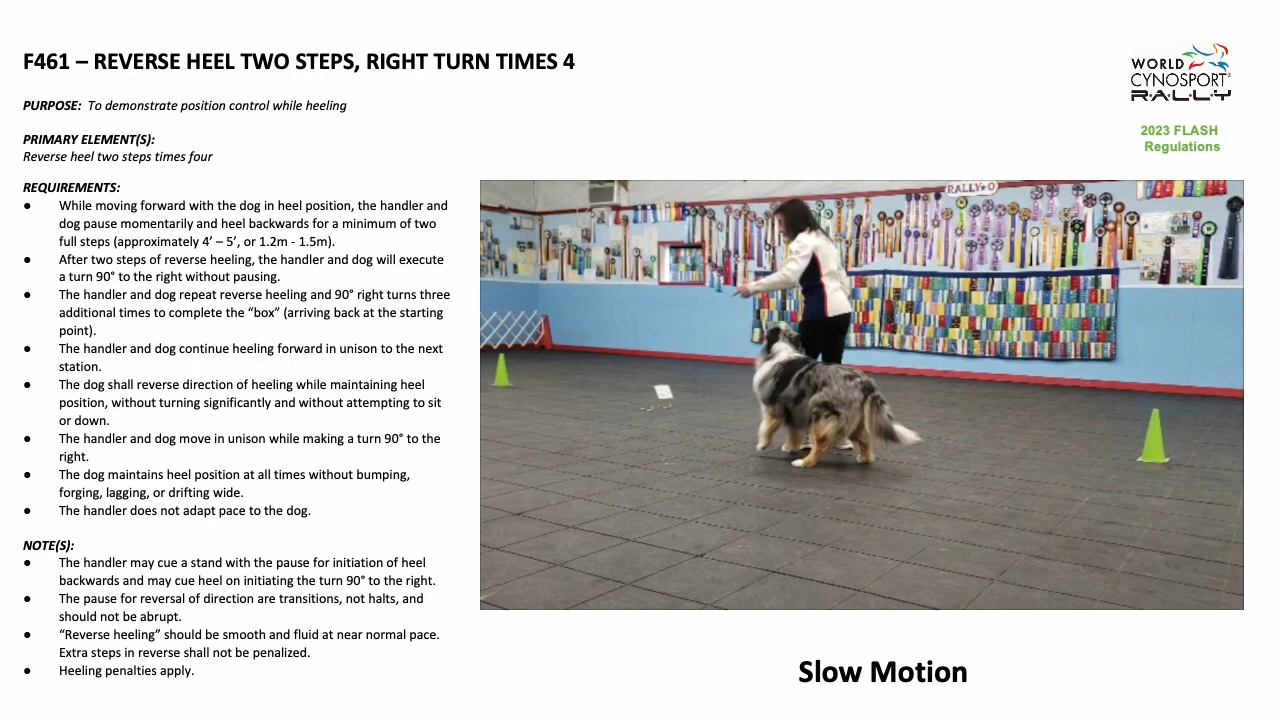 F461 – REVERSE HEEL TWO STEPS, RIGHT TURN TIMES 4
WORLD
CYNOSPORT
R.A.L.L.Y
2023 FLASH
Regulations
PURPOSE: To demonstrate position control while heeling
PRIMARY ELEMENT(S):
Reverse heel two steps times four
REQUIREMENTS:
● While moving forward with the dog in heel position, the handler and
dog pause momentarily and heel backwards for a minimum of two
full steps (approximately 4’ – 5’, or 1.2m - 1.5m).
● After two steps of reverse heeling, the handler and dog will execute
a turn 90° to the right without pausing.
● The handler and dog repeat reverse heeling and 90° right turns three
additional times to complete the “box” (arriving back at the starting
point).
● The handler and dog continue heeling forward in unison to the next
station.
● The dog shall reverse direction of heeling while maintaining heel
position, without turning significantly and without attempting to sit
or down.
● The handler and dog move in unison while making a turn 90° to the
right.
● The dog maintains heel position at all times without bumping,
forging, lagging, or drifting wide.
● The handler does not adapt pace to the dog.
NOTE(S):
● The handler may cue a stand with the pause for initiation of heel
backwards and may cue heel on initiating the turn 90° to the right.
● The pause for reversal of direction are transitions, not halts, and
should not be abrupt.
● “Reverse heeling” should be smooth and fluid at near normal pace.
Extra steps in reverse shall not be penalized.
● Heeling penalties apply.
RALLY★O
Slow Motion